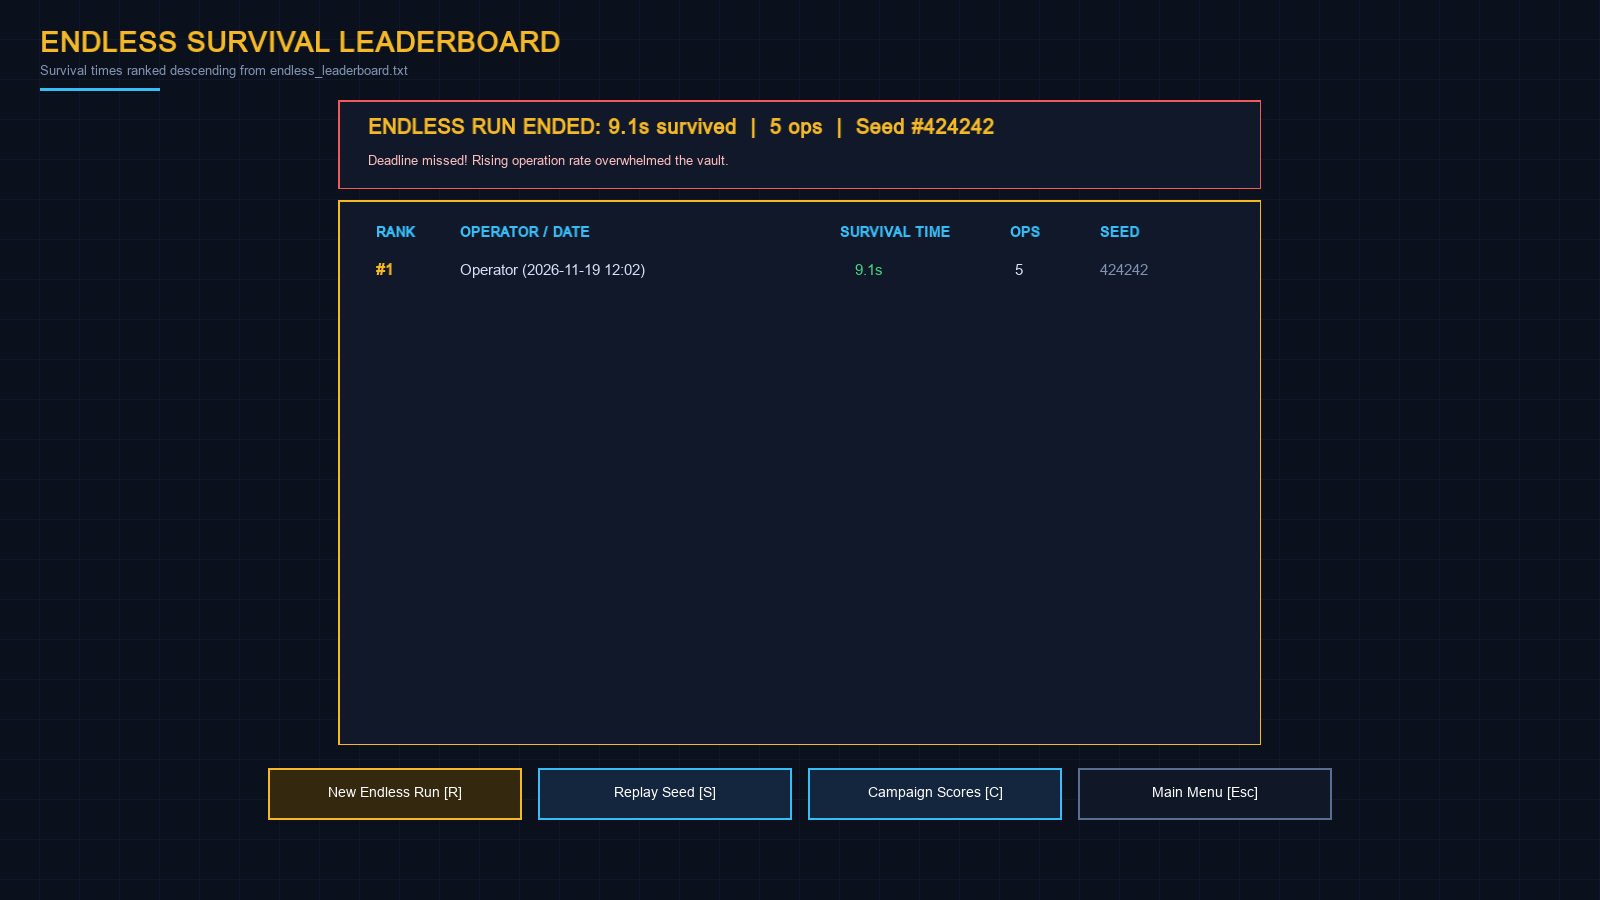 ENDLESS SURVIVAL LEADERBOARD
Survival times ranked descending from endless_leaderboard.txt
ENDLESS RUN ENDED: 9.1s survived | 5 ops | Seed #424242
Deadline missed! Rising operation rate overwhelmed the vault.
RANK OPERATOR / DATE SURVIVAL TIME OPS SEED
#1 Operator (2026-11-19 12:02) 9.1s 5 424242
New Endless Run [R] Replay Seed [S] Campaign Scores [C] Main Menu [Esc]